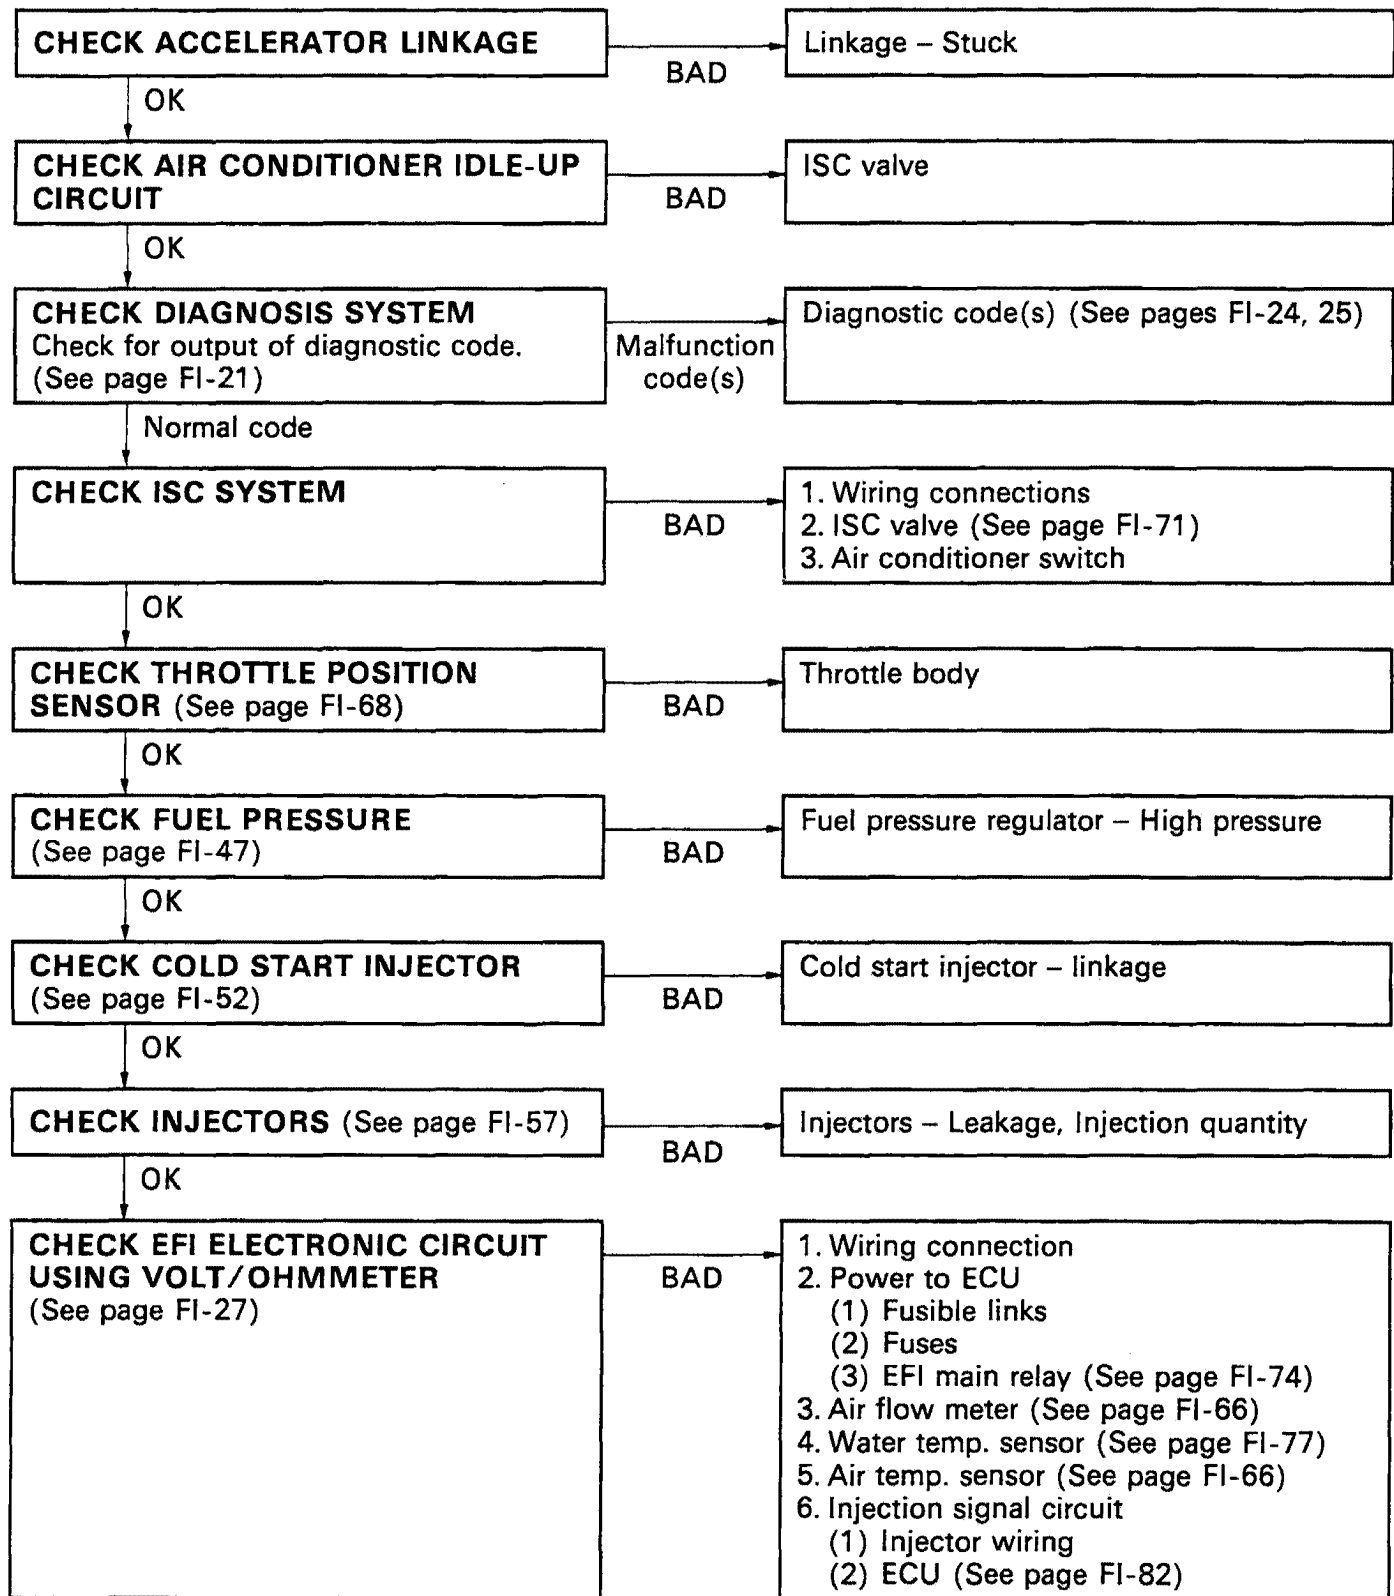 CHECK ACCELERATOR LINKAGE
BAD
Linkage – Stuck
OK
CHECK AIR CONDITIONER IDLE-UP
CIRCUIT
BAD
ISC valve
OK
CHECK DIAGNOSIS SYSTEM
Check for output of diagnostic code.
(See page FI-21)
Malfunction
code(s)
Diagnostic code(s) (See pages FI-24, 25)
Normal code
CHECK ISC SYSTEM
BAD
1. Wiring connections
2. ISC valve (See page FI-71)
3. Air conditioner switch
OK
CHECK THROTTLE POSITION
SENSOR (See page FI-68)
BAD
Throttle body
OK
CHECK FUEL PRESSURE
(See page FI-47)
BAD
Fuel pressure regulator – High pressure
OK
CHECK COLD START INJECTOR
(See page FI-52)
BAD
Cold start injector – linkage
OK
CHECK INJECTORS (See page FI-57)
BAD
Injectors – Leakage, Injection quantity
OK
CHECK EFI ELECTRONIC CIRCUIT
USING VOLT/OHMMETER
(See page FI-27)
BAD
1. Wiring connection
2. Power to ECU
(1) Fusible links
(2) Fuses
(3) EFI main relay (See page FI-74)
3. Air flow meter (See page FI-66)
4. Water temp. sensor (See page FI-77)
5. Air temp. sensor (See page FI-66)
6. Injection signal circuit
(1) Injector wiring
(2) ECU (See page FI-82)